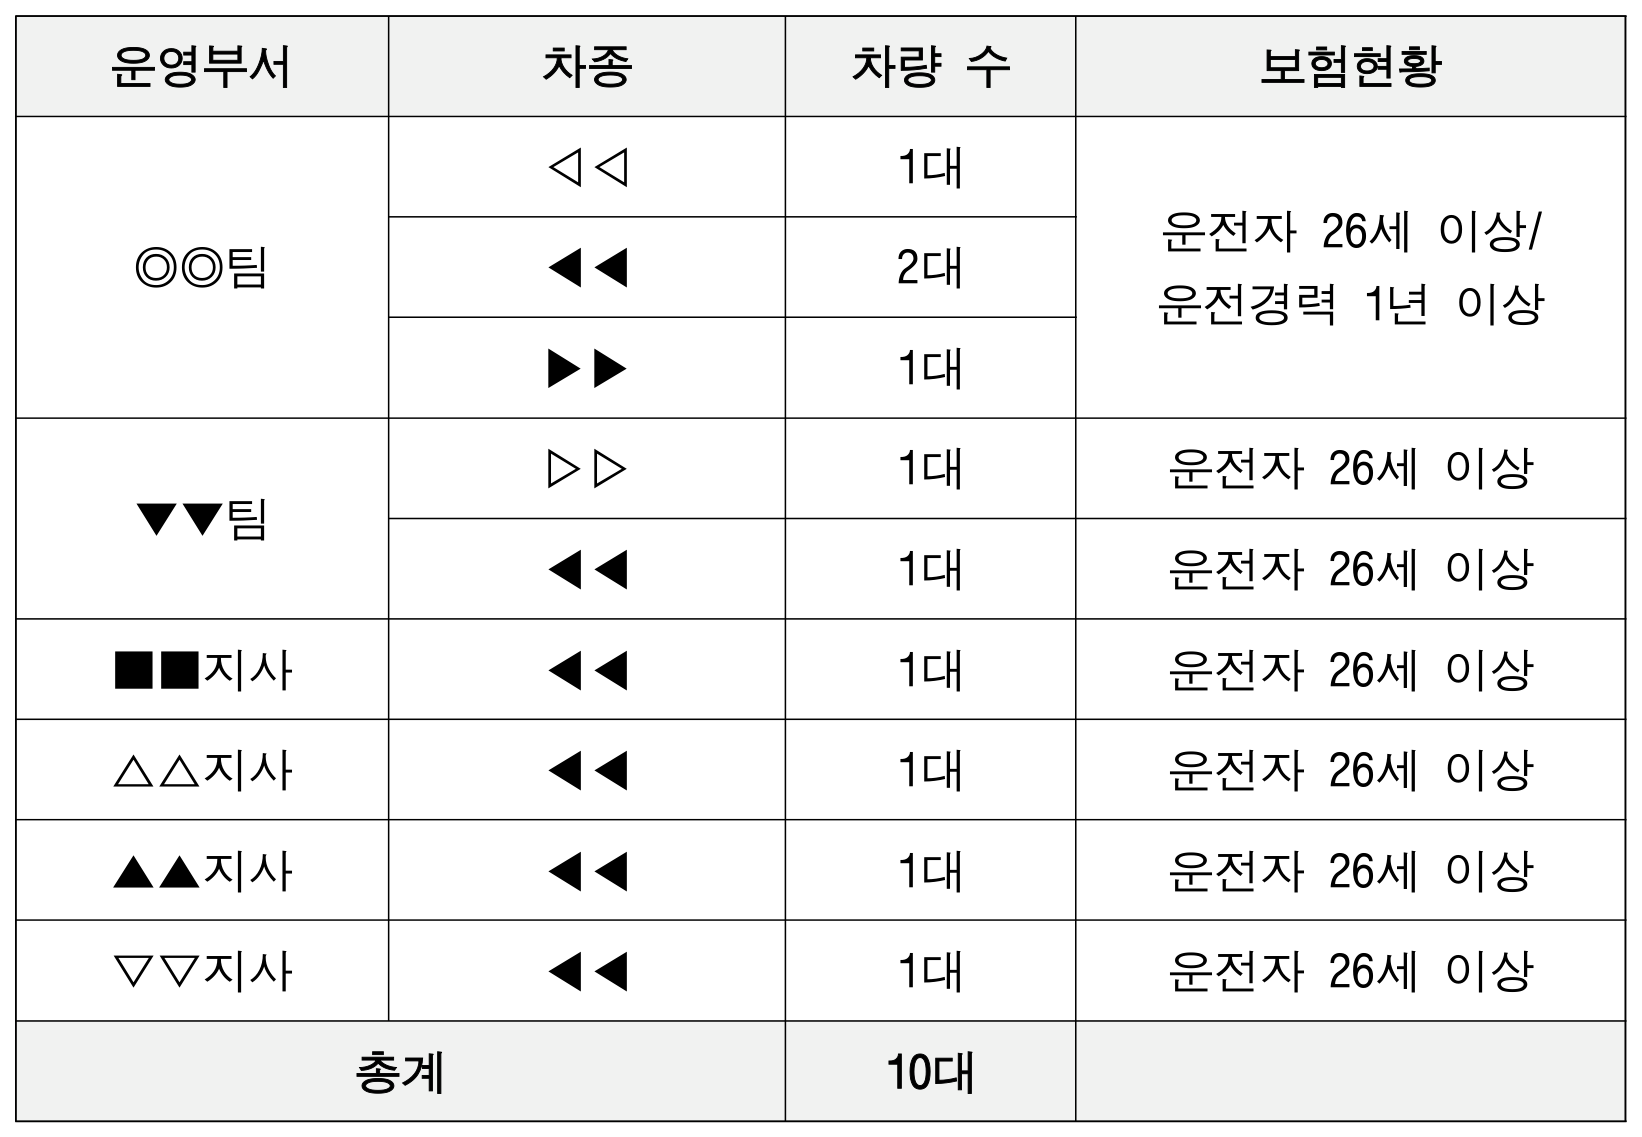 운영부서 차종 차량 수 보험현황
◎◎팀 ◁◁ 1대 운전자 26세 이상/
운전경력 1년 이상
◀◀ 2대
▶▶ 1대
▼▼팀 ▷▷ 1대 운전자 26세 이상
◀◀ 1대 운전자 26세 이상
■■지사 ◀◀ 1대 운전자 26세 이상
△△지사 ◀◀ 1대 운전자 26세 이상
▲▲지사 ◀◀ 1대 운전자 26세 이상
▽▽지사 ◀◀ 1대 운전자 26세 이상
총계 10대